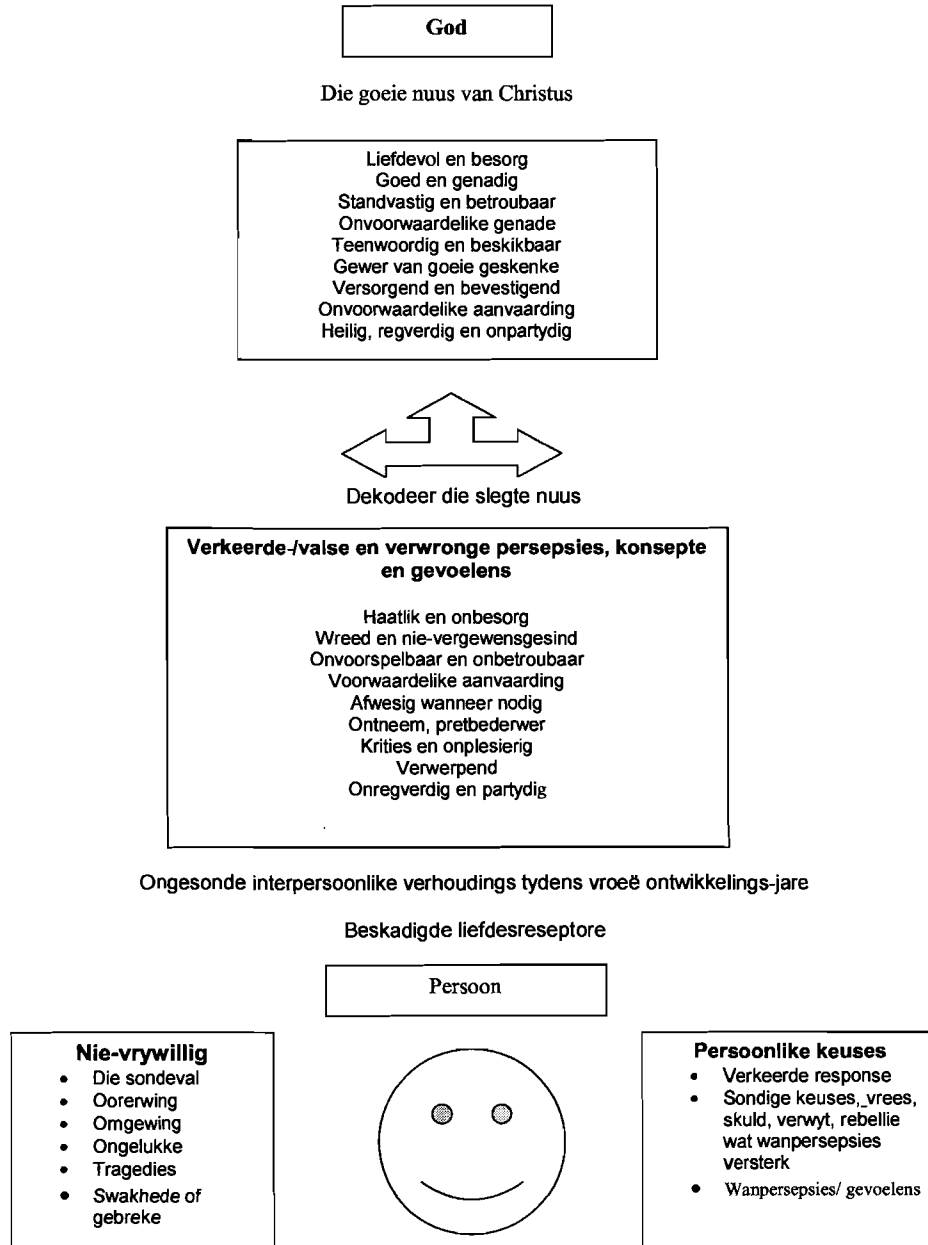 God
Die goeie nuus van Christus
Liefdevol en besorg
Goed en genadig
Standvastig en betroubaar
Onvoorwaardelike genade
Teenwoordig en beskikbaar
Gewer van goeie geskenke
Versorgend en bevestigend
Onvoorwaardelike aanvaarding
Heilig, regverdig en onpartydig
Dekodeer die slegte nuus
Verkeerde-/valse en verwronge persepsies, konsepte
en gevoelens
Haatlik en onbesorg
Wreed en nie-vergewensgesind
Onvoorspelbaar en onbetroubaar
Voorwaardelike aanvaarding
Afwesig wanneer nodig
Ontneem, pretbederwer
Krities en onplesierig
Verwerpend
Onregverdig en partydig
Ongesonde interpersoonlike verhoudings tydens vroeë ontwikkelings-jare
Beskadigde liefdesreseptore
Persoon
Nie-vrywillig
• Die sondeval
• Oorerwing
• Omgewing
• Ongelukke
• Tragedies
• Swakhede of
gebreke
Persoonlike keuses
• Verkeerde response
• Sondige keuses,_vrees,
skuld, verwyt, rebellie
wat wanpersepsies
versterk
• Wanpersepsies/ gevoelens